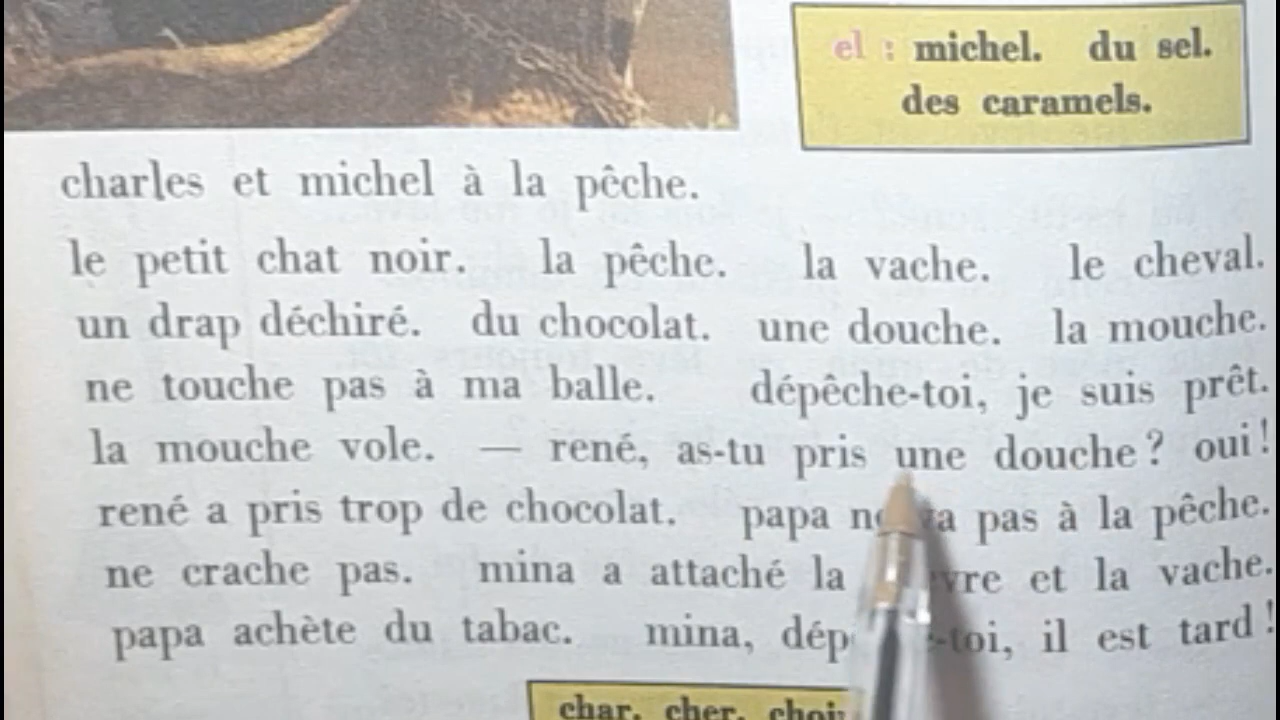 el : michel. du sel.
des caramels.
charles et michel à la pêche.
le petit chat noir. la pêche. la vache. le cheval.
un drap déchiré. du chocolat. une douche. la mouche.
ne touche pas à ma balle. dépêche-toi, je suis prêt.
la mouche vole. — rené, as-tu pris une douche ? oui !
rené a pris trop de chocolat. papa pas à la pêche.
ne crache pas. mina a attaché la et la vache.
papa achète du tabac. mina, il est tard !
char. cher.